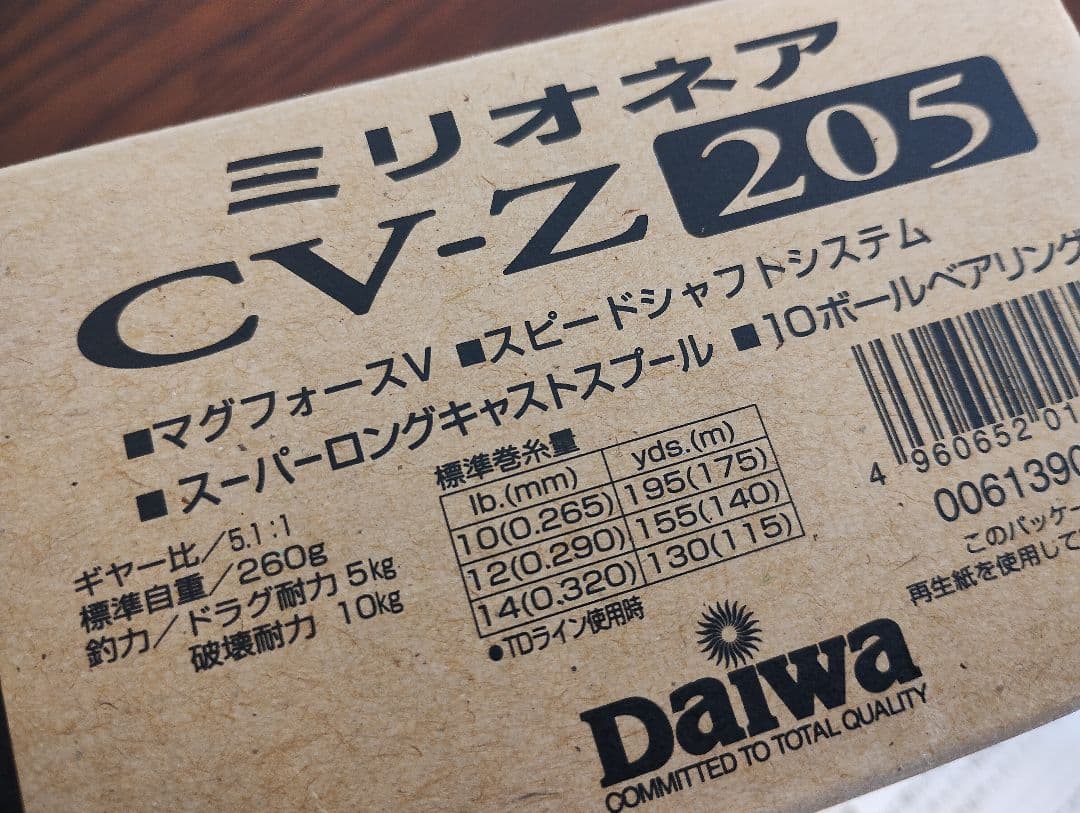 ミリオネア
CV-Z 205
■マグフォースV ■スピードシャフトシステム
■スーパーロングキャストスプール ■10ボールベアリング
ギヤー比/5.1:1
標準自重/260g
釣力/ドラグ耐力 5kg
破壊耐力 10kg
標準巻糸量
lb.(mm) yds.(m)
10(0.265) 195(175)
12(0.290) 155(140)
14(0.320) 130(115)
●TDライン使用時
4 960652 01
0061390
このパッケー
再生紙を使用して
Daiwa
COMMITTED TO TOTAL QUALITY